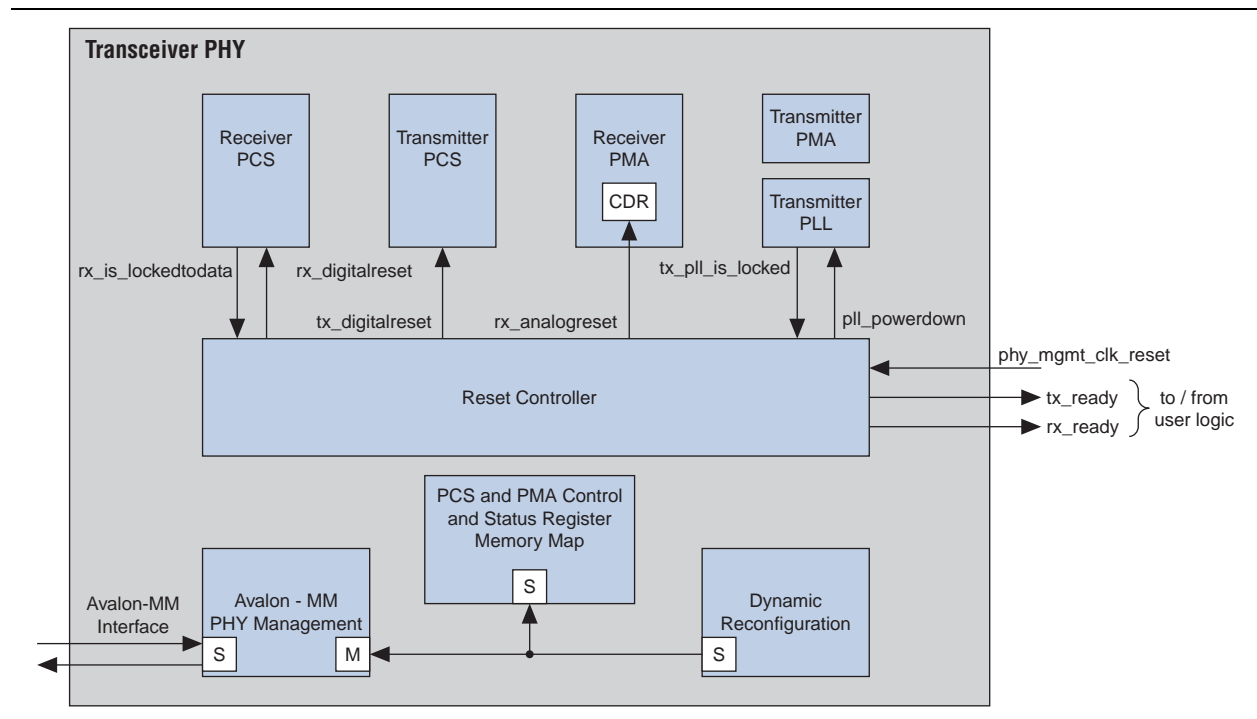 Transceiver PHY
Receiver
PCS
Transmitter
PCS
Receiver
PMA
CDR
Transmitter
PMA
Transmitter
PLL
rx_is_lockedtodata
rx_digitalreset
tx_pll_is_locked
tx_digitalreset
rx_analogreset
pll_powerdown
phy_mgmt_clk_reset
Reset Controller
tx_ready
rx_ready
to / from
user logic
PCS and PMA Control
and Status Register
Memory Map
S
Avalon-MM
Interface
Avalon - MM
PHY Management
S
M
Dynamic
Reconfiguration
S